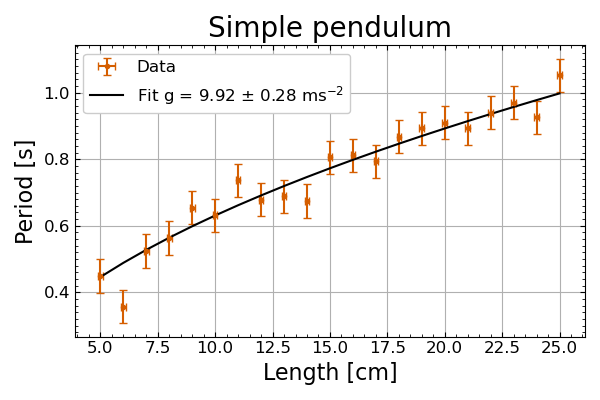 Simple pendulum
Data
Fit g = 9.92 ± 0.28 ms⁻²
Period [s]
1.0
0.8
0.6
0.4
5.0 7.5 10.0 12.5 15.0 17.5 20.0 22.5 25.0
Length [cm]